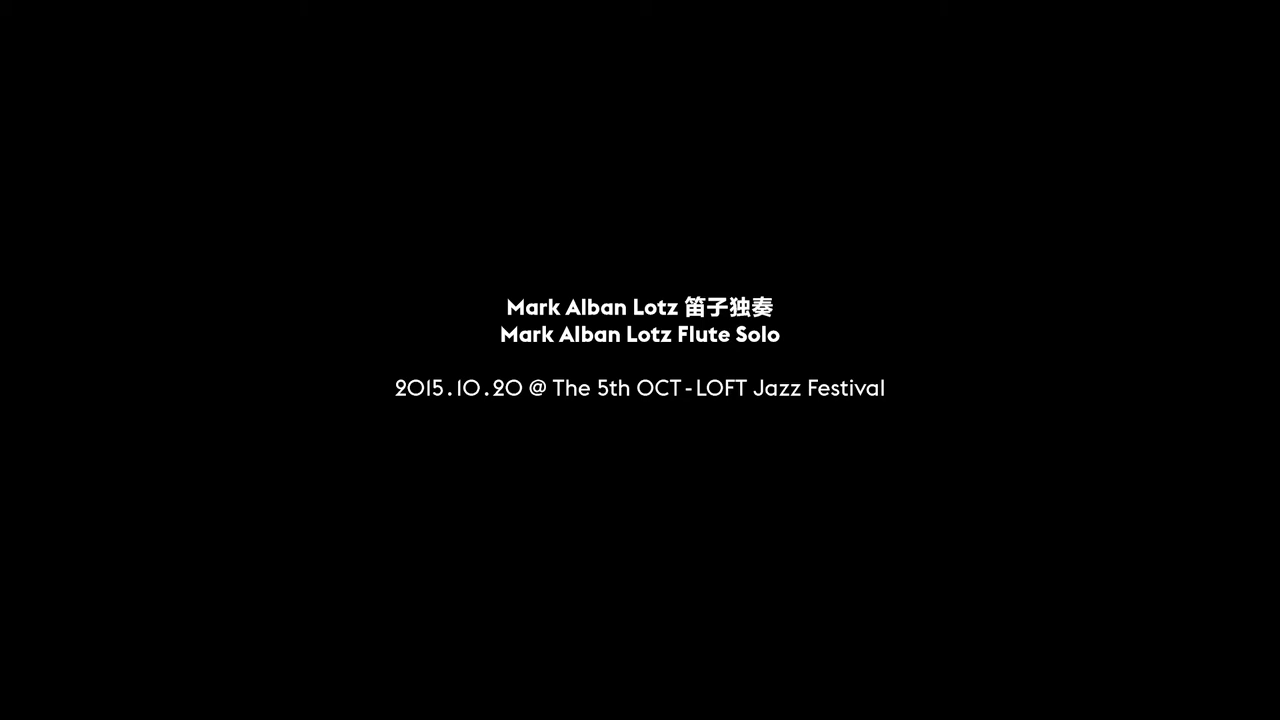 Mark Alban Lotz 笛子独奏
Mark Alban Lotz Flute Solo
2015.10.20 @ The 5th OCT-LOFT Jazz Festival